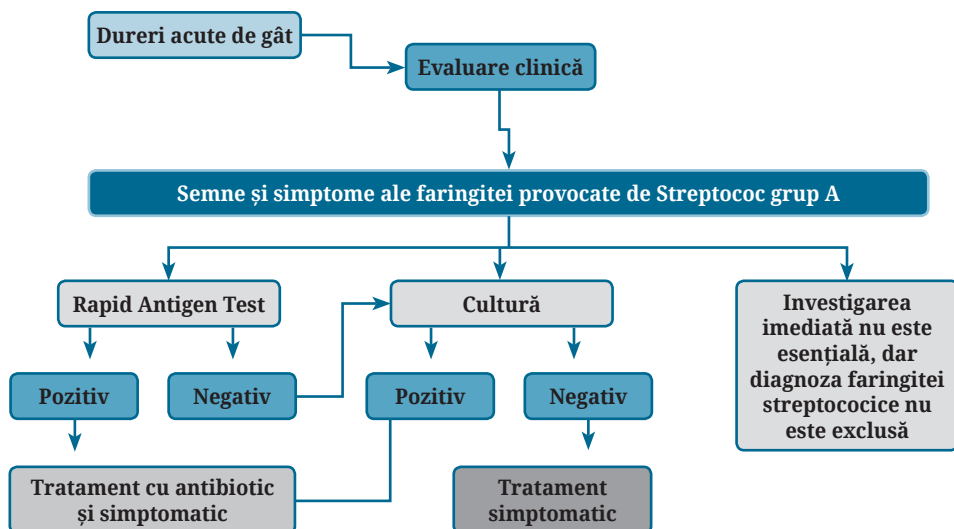 Dureri acute de gât
Evaluare clinică
Semne și simptome ale faringitei provocate de Streptococ grup A
Rapid Antigen Test
Cultură
Investigarea
imediată nu este
esențială, dar
diagnoza faringitei
streptococice nu
este exclusă
Pozitiv
Negativ
Pozitiv
Negativ
Tratament cu antibiotic
și simptomatic
Tratament
simptomatic